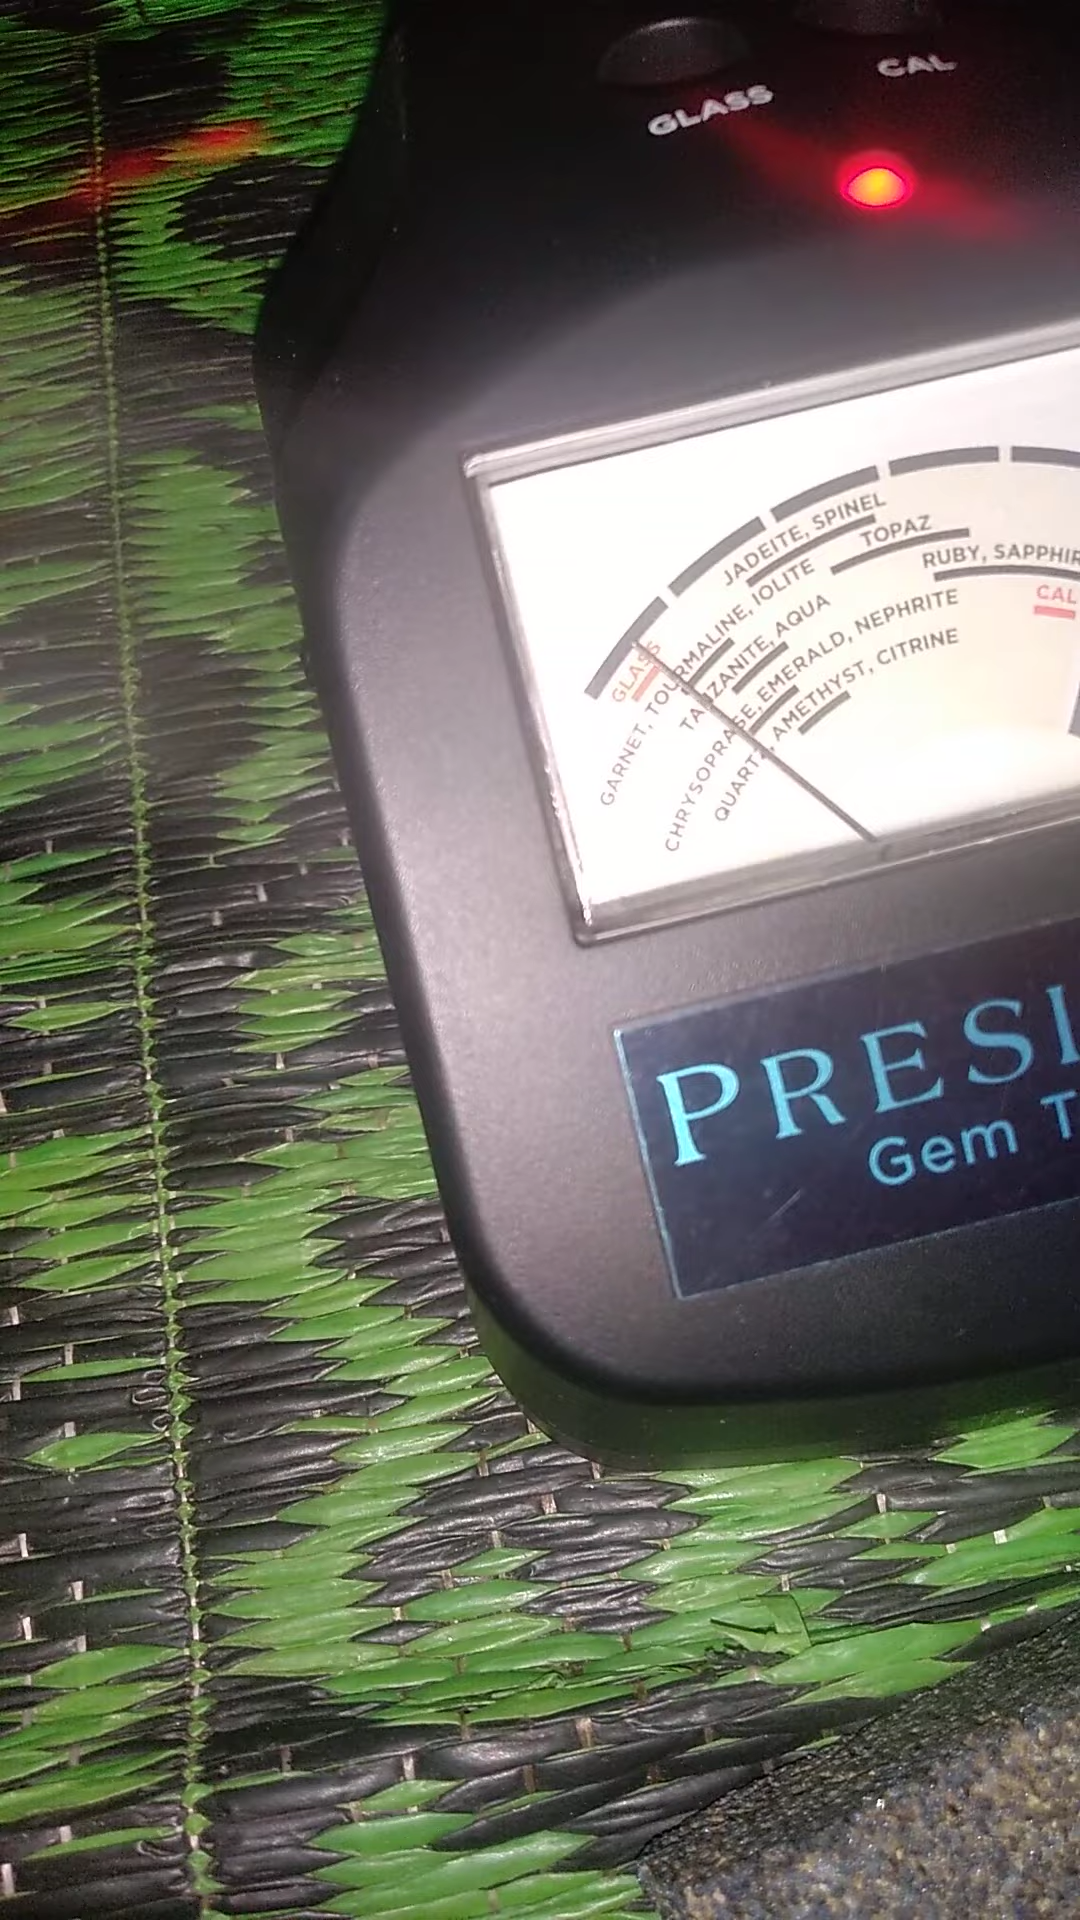 GLASS
CAL
JADEITE, SPINEL
TOPAZ
RUBY, SAPPHIR
CAL
GLASS
GARNET, TOURMALINE, IOLITE
TANZANITE, AQUA
CHRYSOPRASE, EMERALD, NEPHRITE
QUARTZ, AMETHYST, CITRINE
PRESI
Gem T